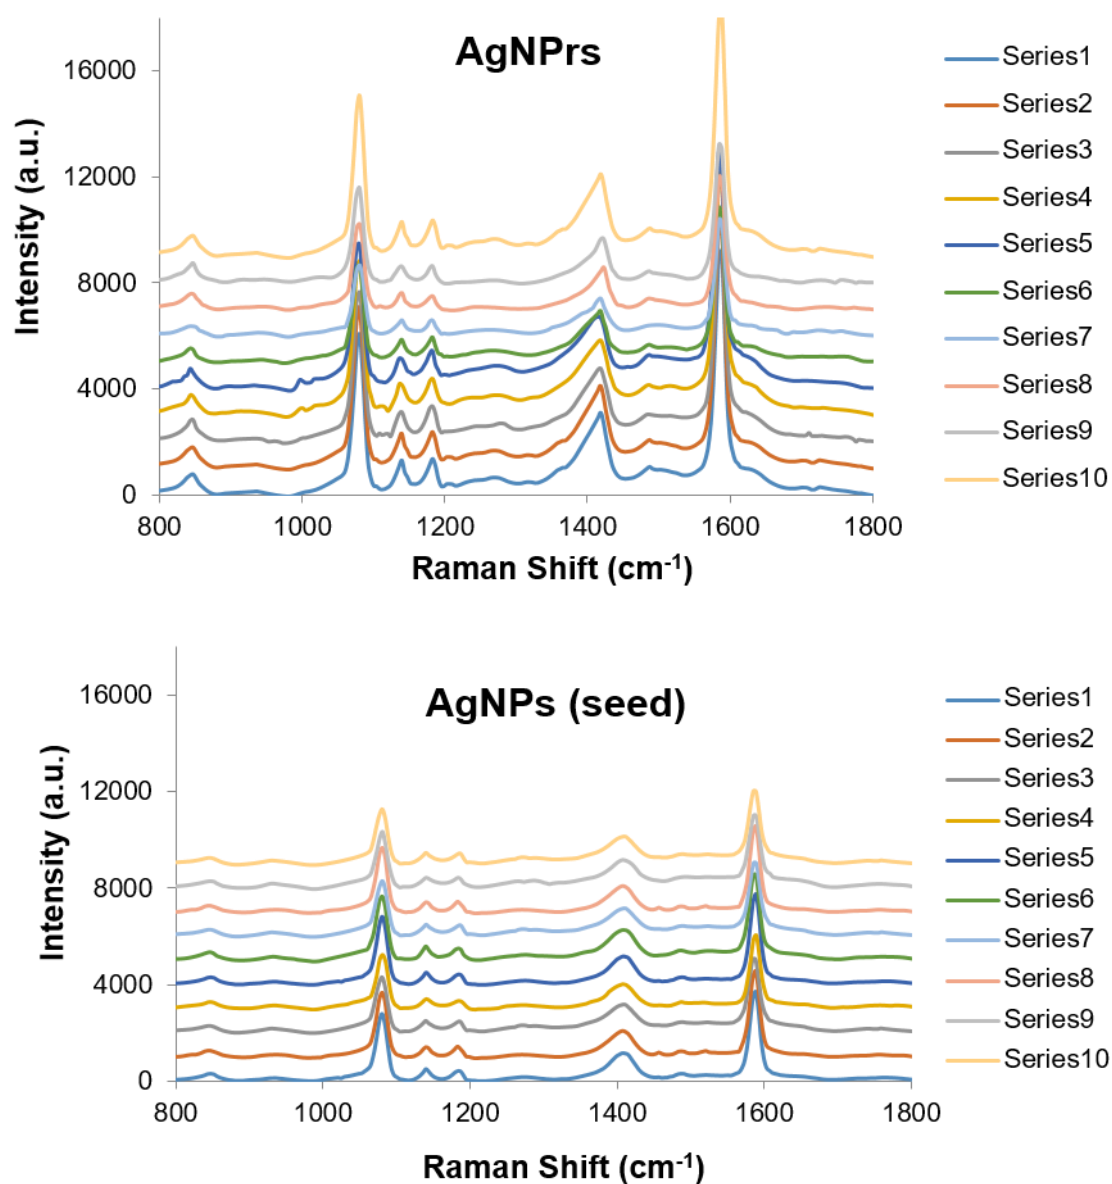 AgNPrs
Intensity (a.u.)
16000
12000
8000
4000
0
800 1000 1200 1400 1600 1800
Raman Shift (cm-1)
Series1
Series2
Series3
Series4
Series5
Series6
Series7
Series8
Series9
Series10
AgNPs (seed)
Intensity (a.u.)
16000
12000
8000
4000
0
800 1000 1200 1400 1600 1800
Raman Shift (cm-1)
Series1
Series2
Series3
Series4
Series5
Series6
Series7
Series8
Series9
Series10